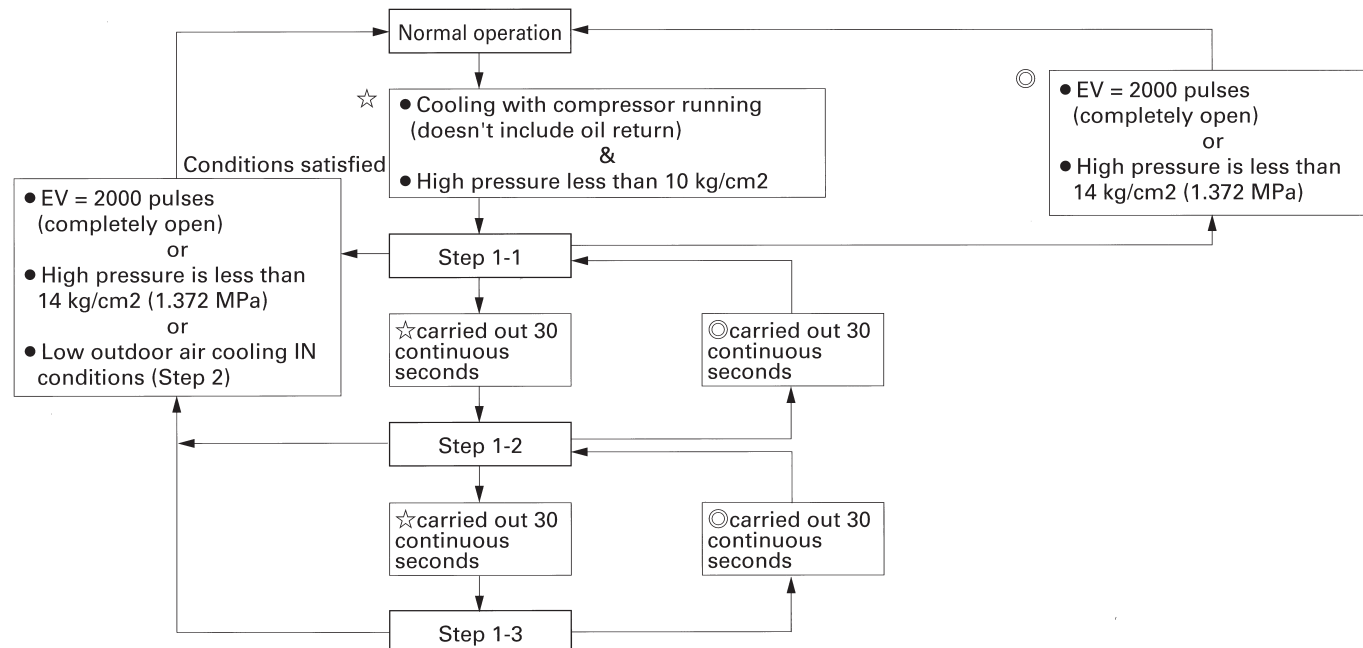 Normal operation
☆
● Cooling with compressor running
(doesn't include oil return)
&
● High pressure less than 10 kg/cm2
◎
● EV = 2000 pulses
(completely open)
or
● High pressure is less than
14 kg/cm2 (1.372 MPa)
Conditions satisfied
● EV = 2000 pulses
(completely open)
or
● High pressure is less than
14 kg/cm2 (1.372 MPa)
or
● Low outdoor air cooling IN
conditions (Step 2)
Step 1-1
☆carried out 30
continuous
seconds
◎carried out 30
continuous
seconds
Step 1-2
☆carried out 30
continuous
seconds
◎carried out 30
continuous
seconds
Step 1-3